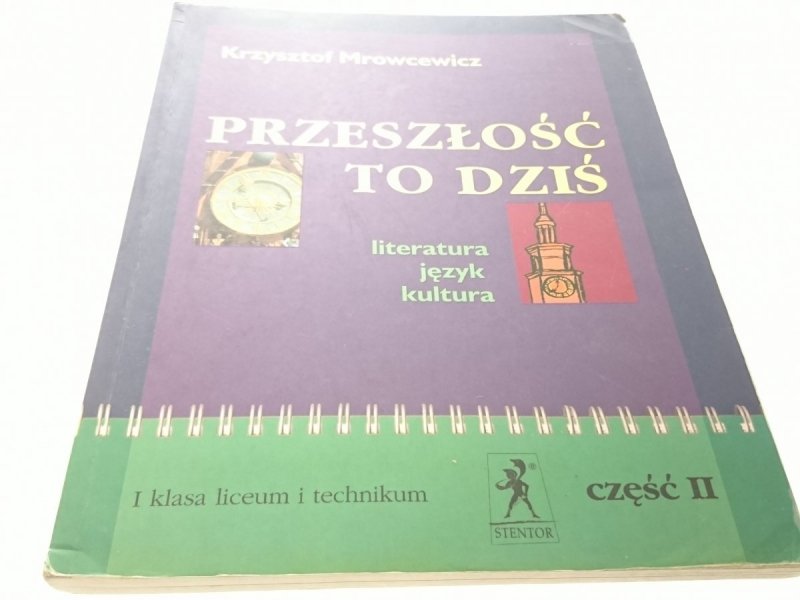 Krzysztof Mrowcewicz
PRZESZŁOŚĆ
TO DZIŚ
literatura
język
kultura
I klasa liceum i technikum
®
STENTOR
część II